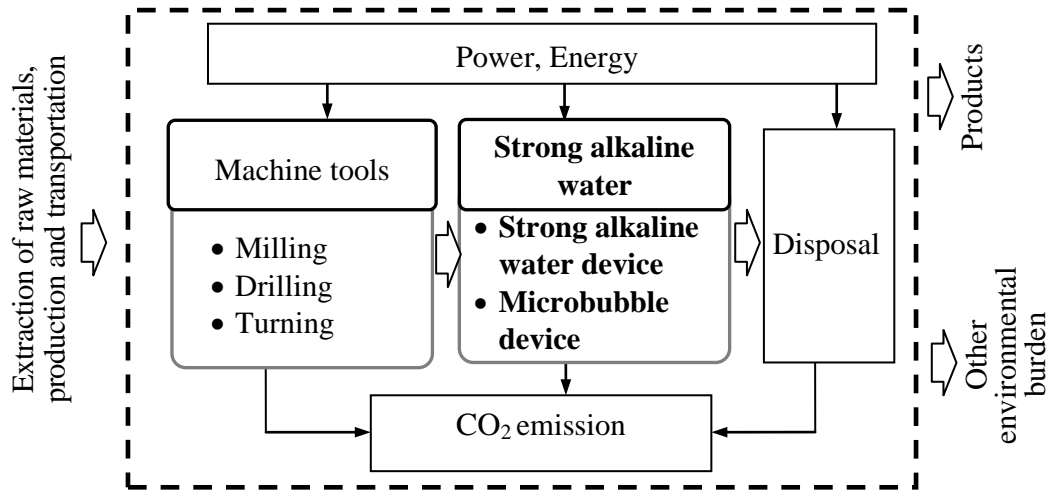 Extraction of raw materials,
production and transportation
Power, Energy
Machine tools
• Milling
• Drilling
• Turning
Strong alkaline
water
• Strong alkaline
water device
• Microbubble
device
Disposal
CO₂ emission
Products
Other
environmental
burden